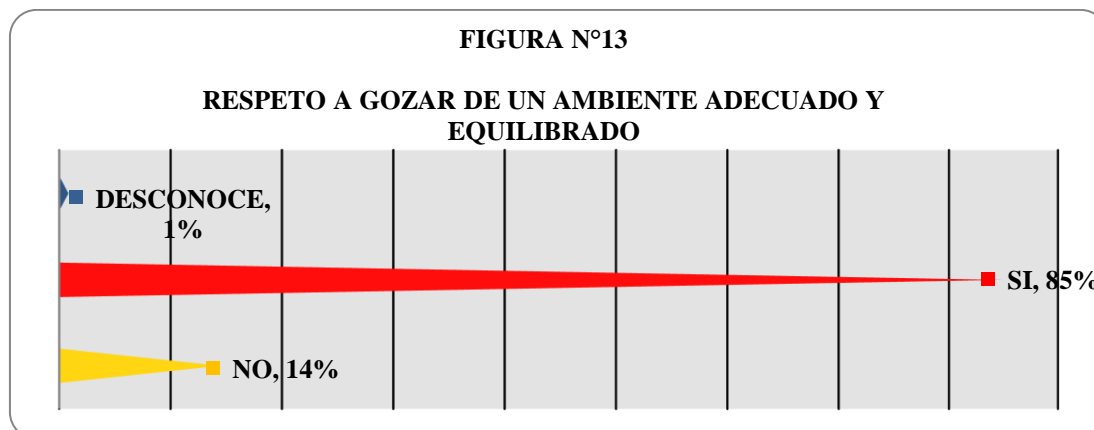 FIGURA N°13
RESPETO A GOZAR DE UN AMBIENTE ADECUADO Y
EQUILIBRADO
DESCONOCE,
1%
SI, 85%
NO, 14%